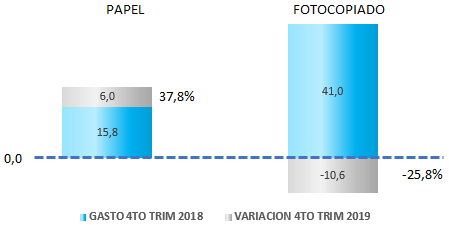 PAPEL
FOTOCOPIADO
6,0
37,8%
15,8
41,0
0,0
-10,6
-25,8%
GASTO 4TO TRIM 2018
VARIACION 4TO TRIM 2019